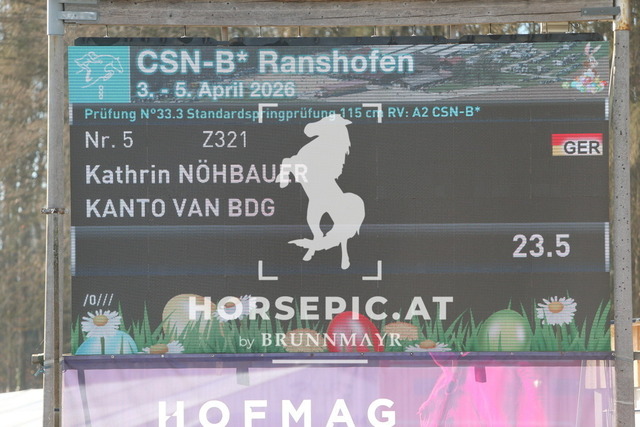 CSN-B* Ranshofen
3. - 5. April 2026
Prüfung N°33.3 Standardspringprüfung 115 cm RV: A2 CSN-B*
Nr. 5 Z321
GER
Kathrin NÖHBAUER
KANTO VAN BDG
23.5
/0///
HORSEPIC.AT
by BRUNNMAYR
HOFMAG